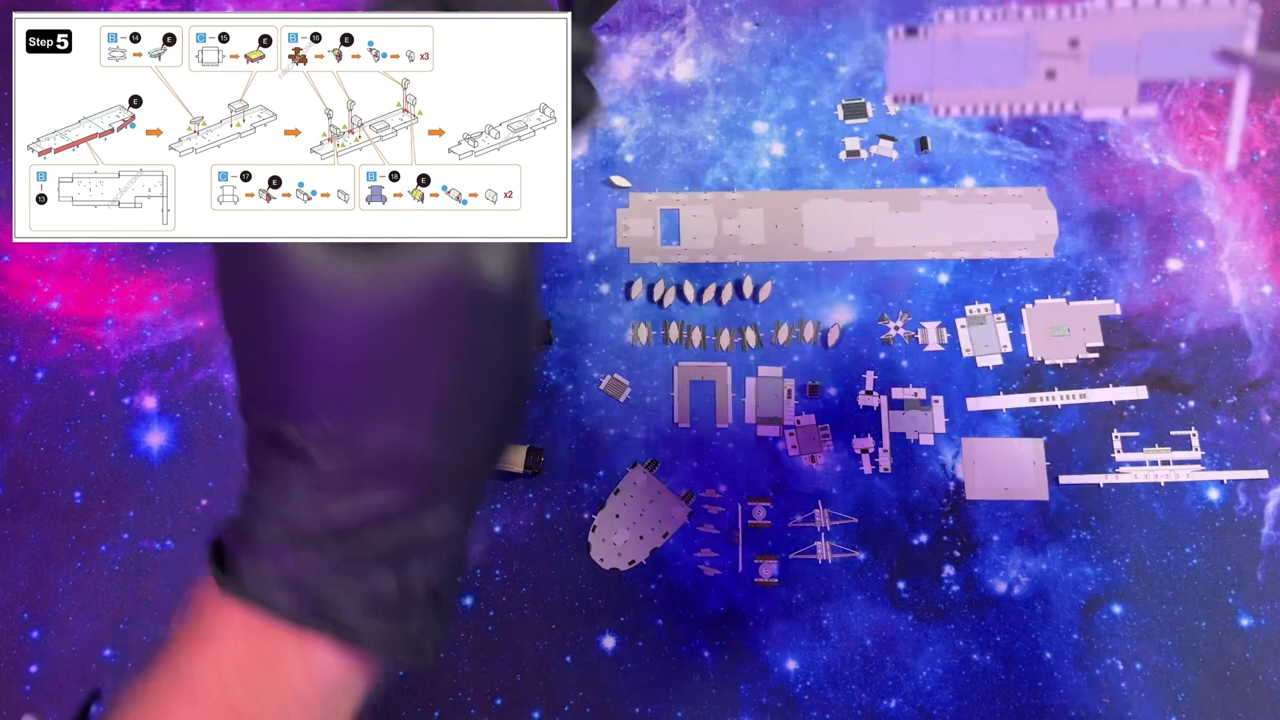 Step 5
B - 14 E
C - 15 E
B - 16 E x3
E
B - 13
C - 17 E
B - 18 E x2